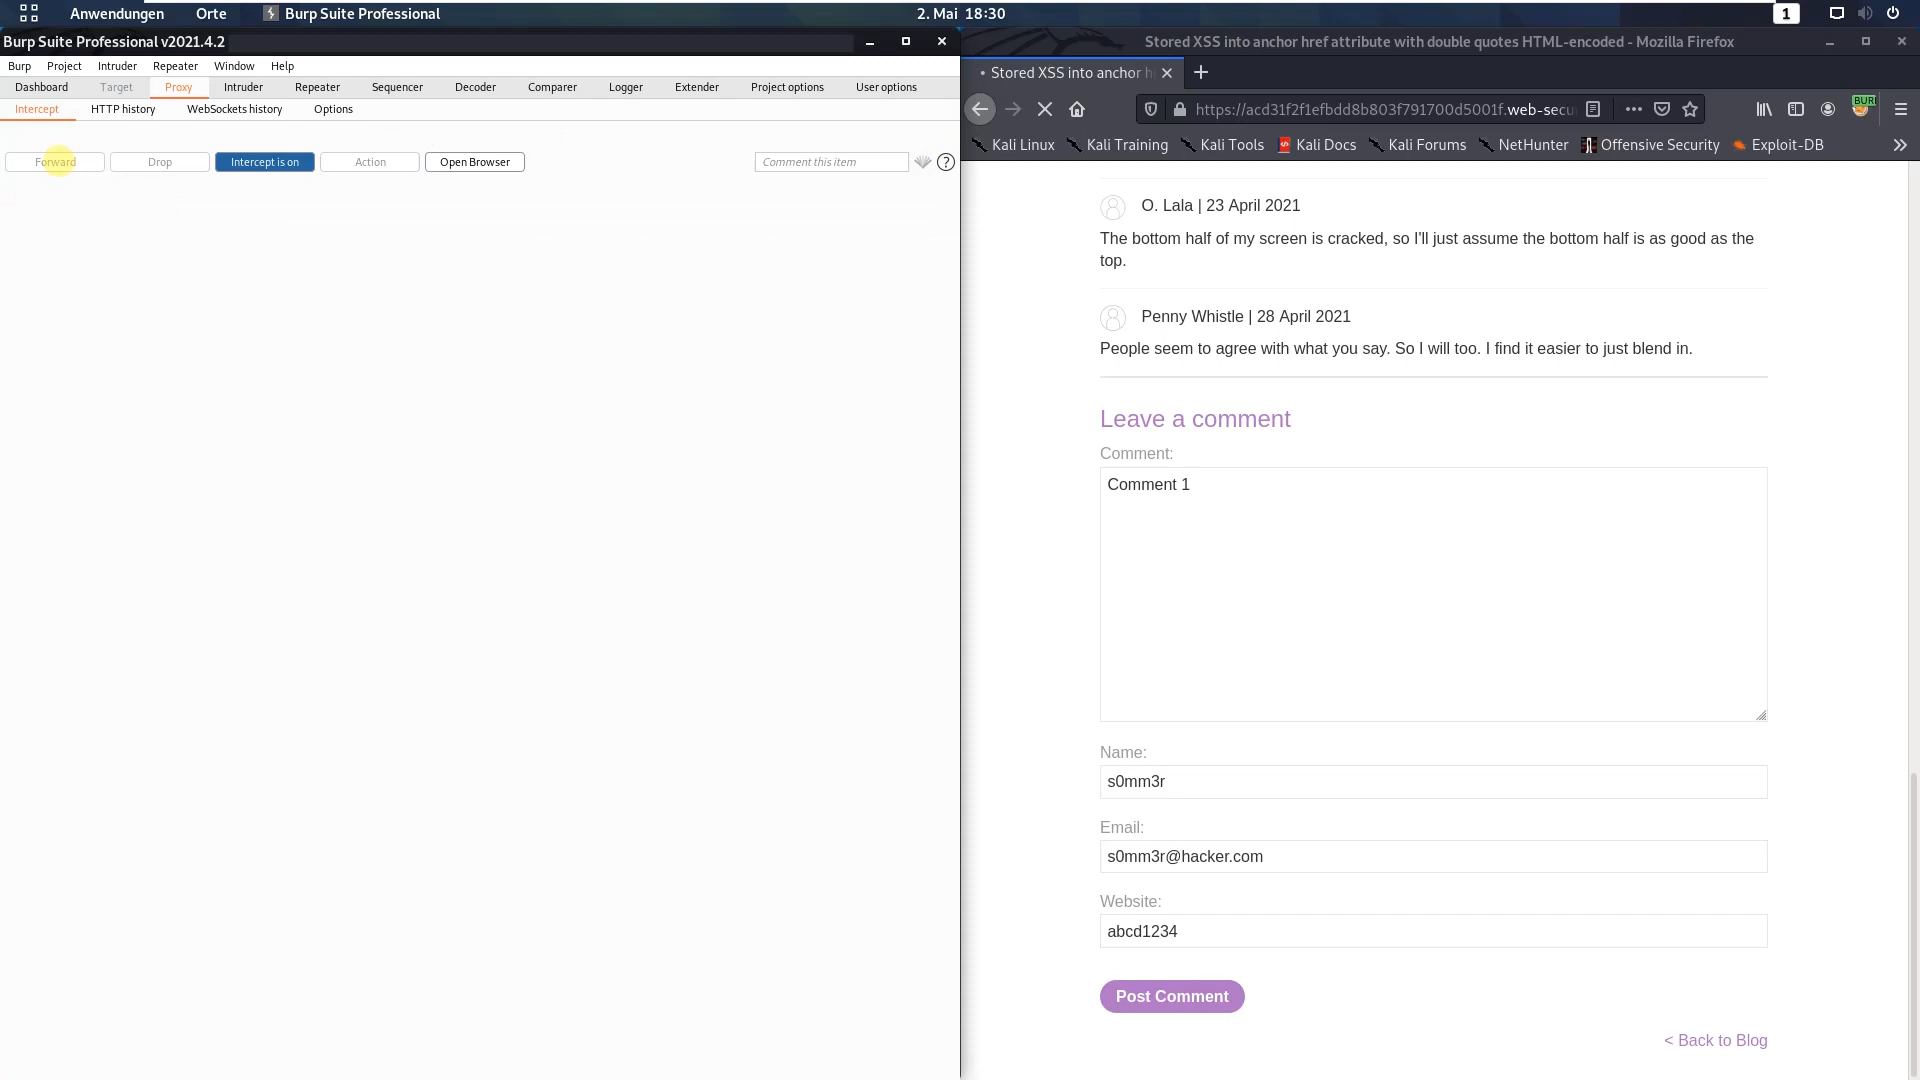 Anwendungen Orte Burp Suite Professional 2. Mai 18:30 1
Burp Suite Professional v2021.4.2
Burp Project Intruder Repeater Window Help
Dashboard Target Proxy Intruder Repeater Sequencer Decoder Comparer Logger Extender Project options User options
Intercept HTTP history WebSockets history Options
Forward Drop Intercept is on Action Open Browser Comment this item ?
Stored XSS into anchor href attribute with double quotes HTML-encoded - Mozilla Firefox
• Stored XSS into anchor h
https://acd31f2f1efbdd8b803f791700d5001f.web-secu
BUR
Kali Linux Kali Training Kali Tools Kali Docs Kali Forums NetHunter Offensive Security Exploit-DB
O. Lala | 23 April 2021
The bottom half of my screen is cracked, so I'll just assume the bottom half is as good as the
top.
Penny Whistle | 28 April 2021
People seem to agree with what you say. So I will too. I find it easier to just blend in.
Leave a comment
Comment:
Comment 1
Name:
s0mm3r
Email:
s0mm3r@hacker.com
Website:
abcd1234
Post Comment
< Back to Blog